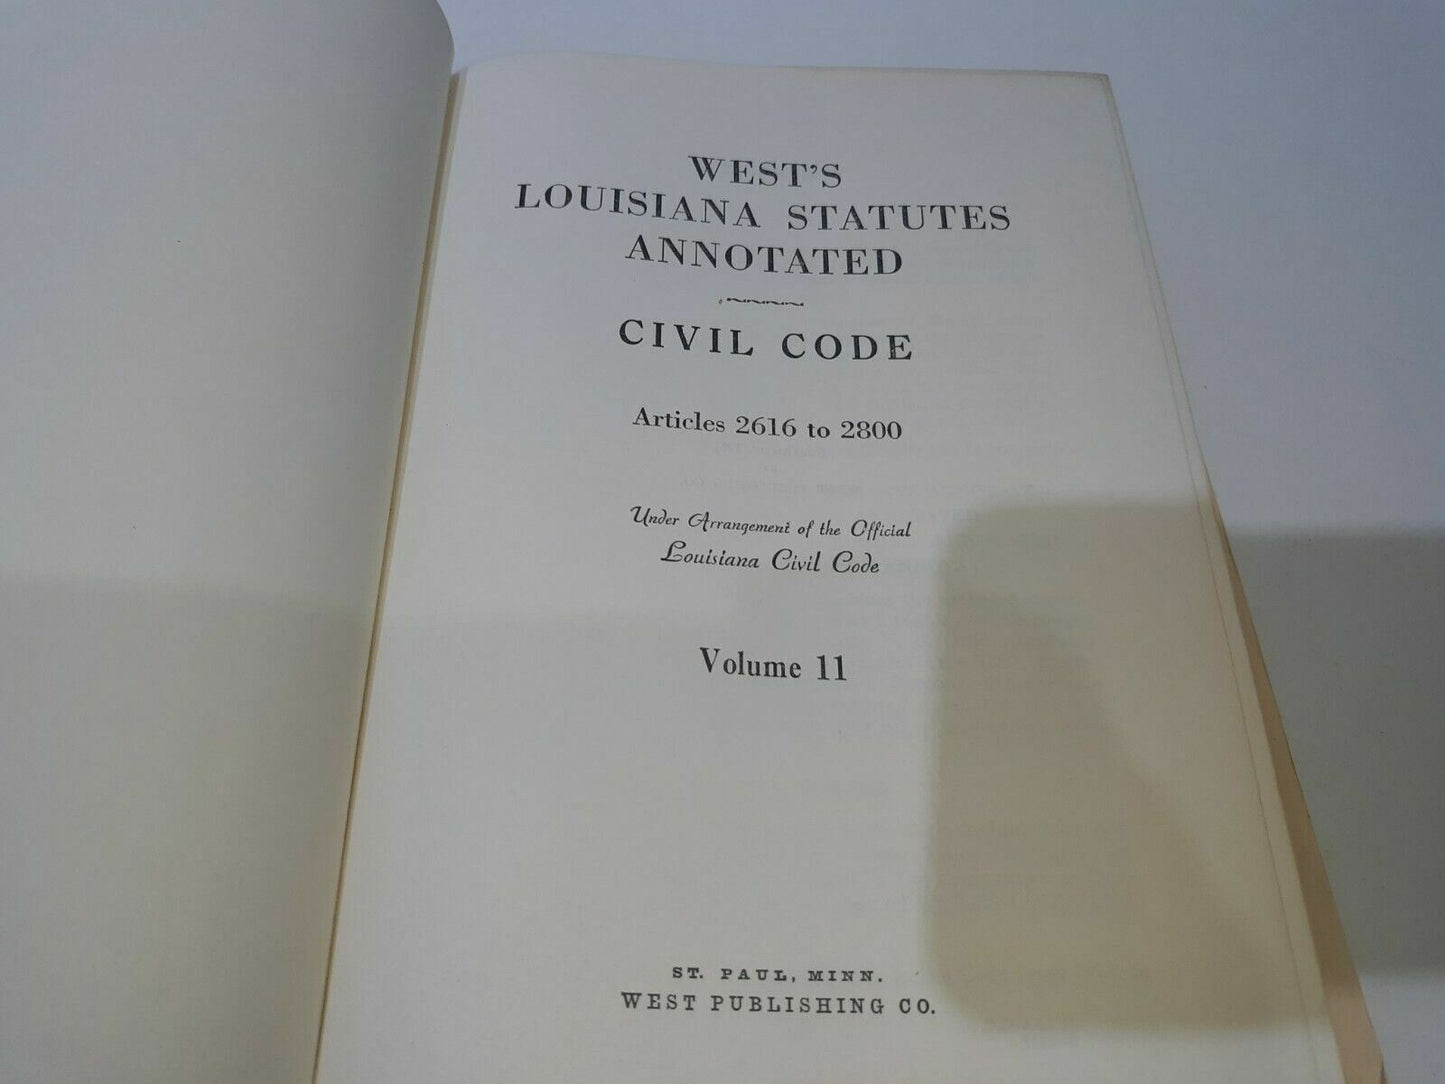 WEST'S
LOUISIANA STATUTES
ANNOTATED
CIVIL CODE
Articles 2616 to 2800
Under Arrangement of the Official
Louisiana Civil Code
Volume 11
ST. PAUL, MINN.
WEST PUBLISHING CO.